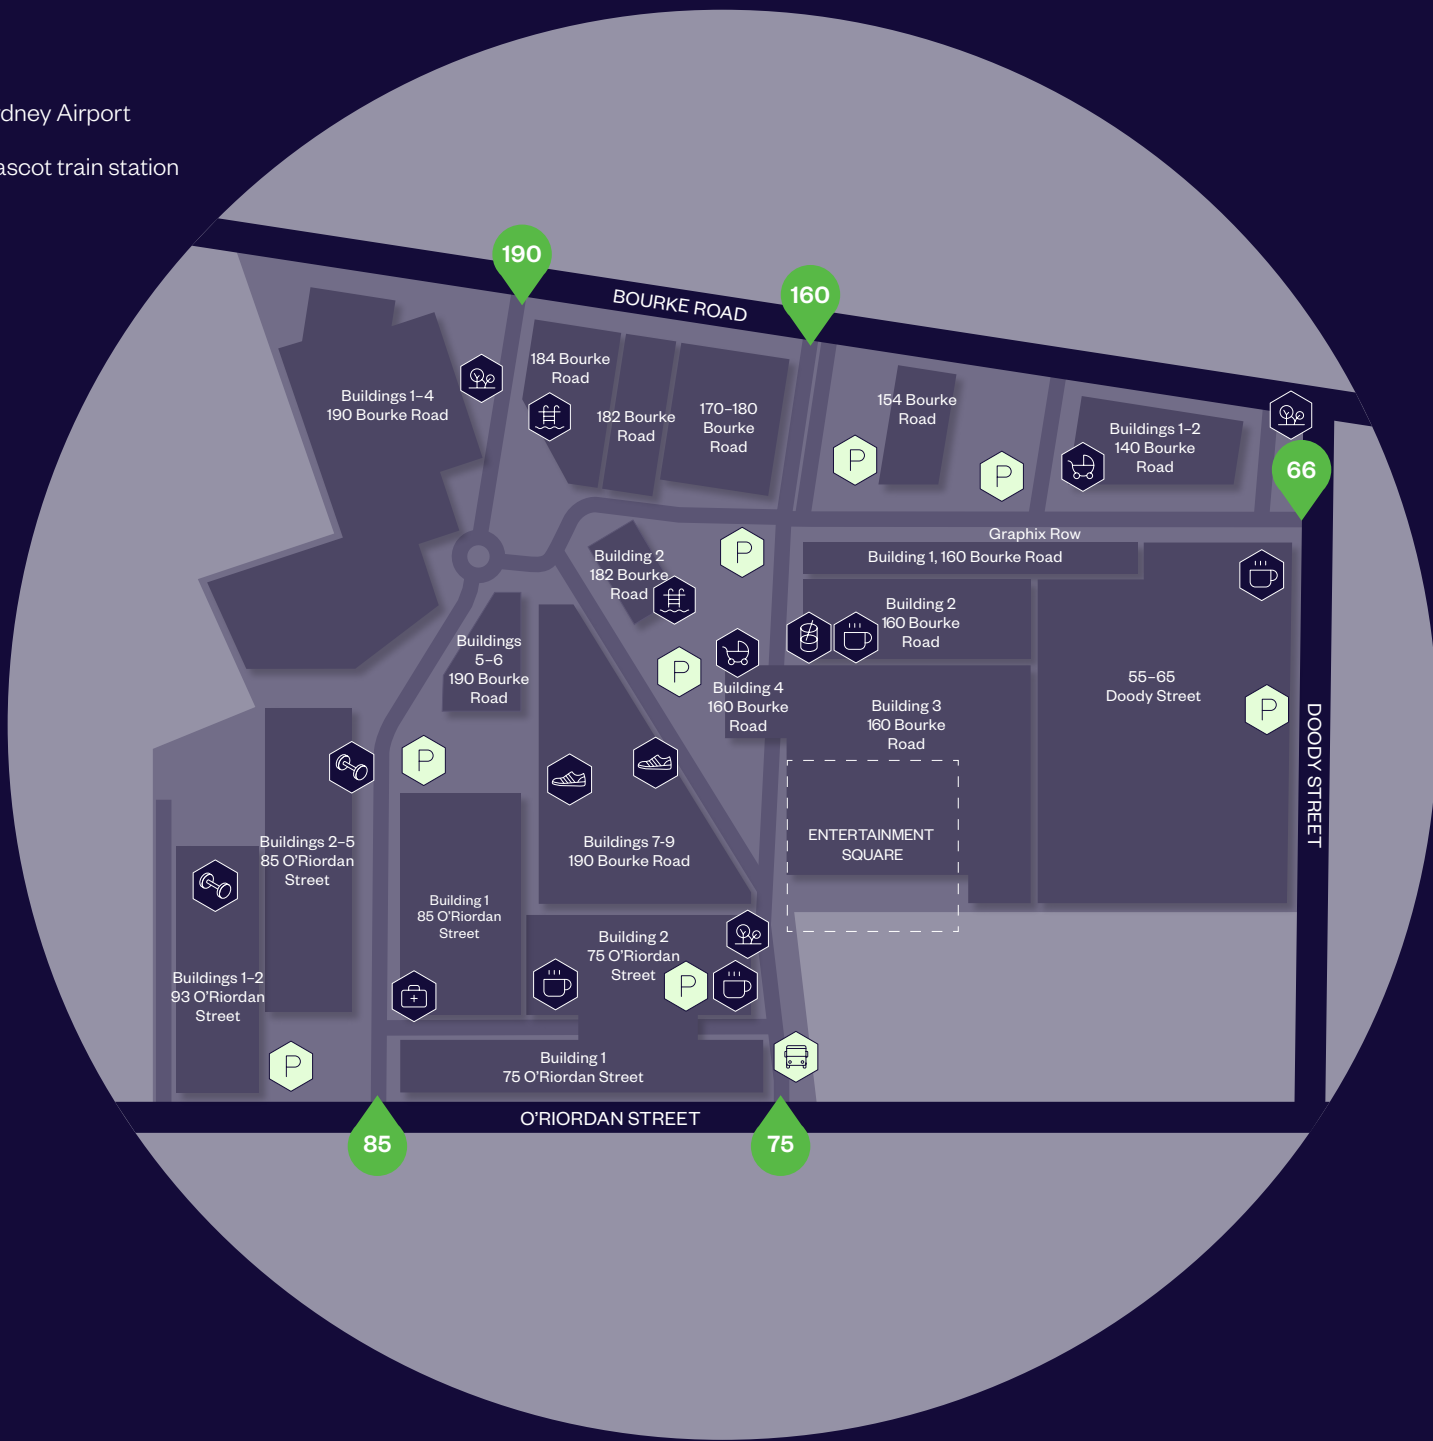 dney Airport
ascot train station
190
BOURKE ROAD
160
184 Bourke
Road
182 Bourke
Road
170–180
Bourke
Road
Buildings 1–4
190 Bourke Road
154 Bourke
Road
P
P
Buildings 1–2
140 Bourke
Road
66
Graphix Row
Building 1, 160 Bourke Road
P
Building 2
182 Bourke
Road
Building 2
160 Bourke
Road
Buildings
5–6
190 Bourke
Road
P
Building 4
160 Bourke
Road
Building 3
160 Bourke
Road
55–65
Doody Street
P
DOODY STREET
P
ENTERTAINMENT
SQUARE
Buildings 7-9
190 Bourke Road
Buildings 2–5
85 O’Riordan
Street
Building 1
85 O’Riordan
Street
Building 2
75 O’Riordan
Street
P
Buildings 1–2
93 O’Riordan
Street
P
Building 1
75 O’Riordan Street
O’RIORDAN STREET
85
75